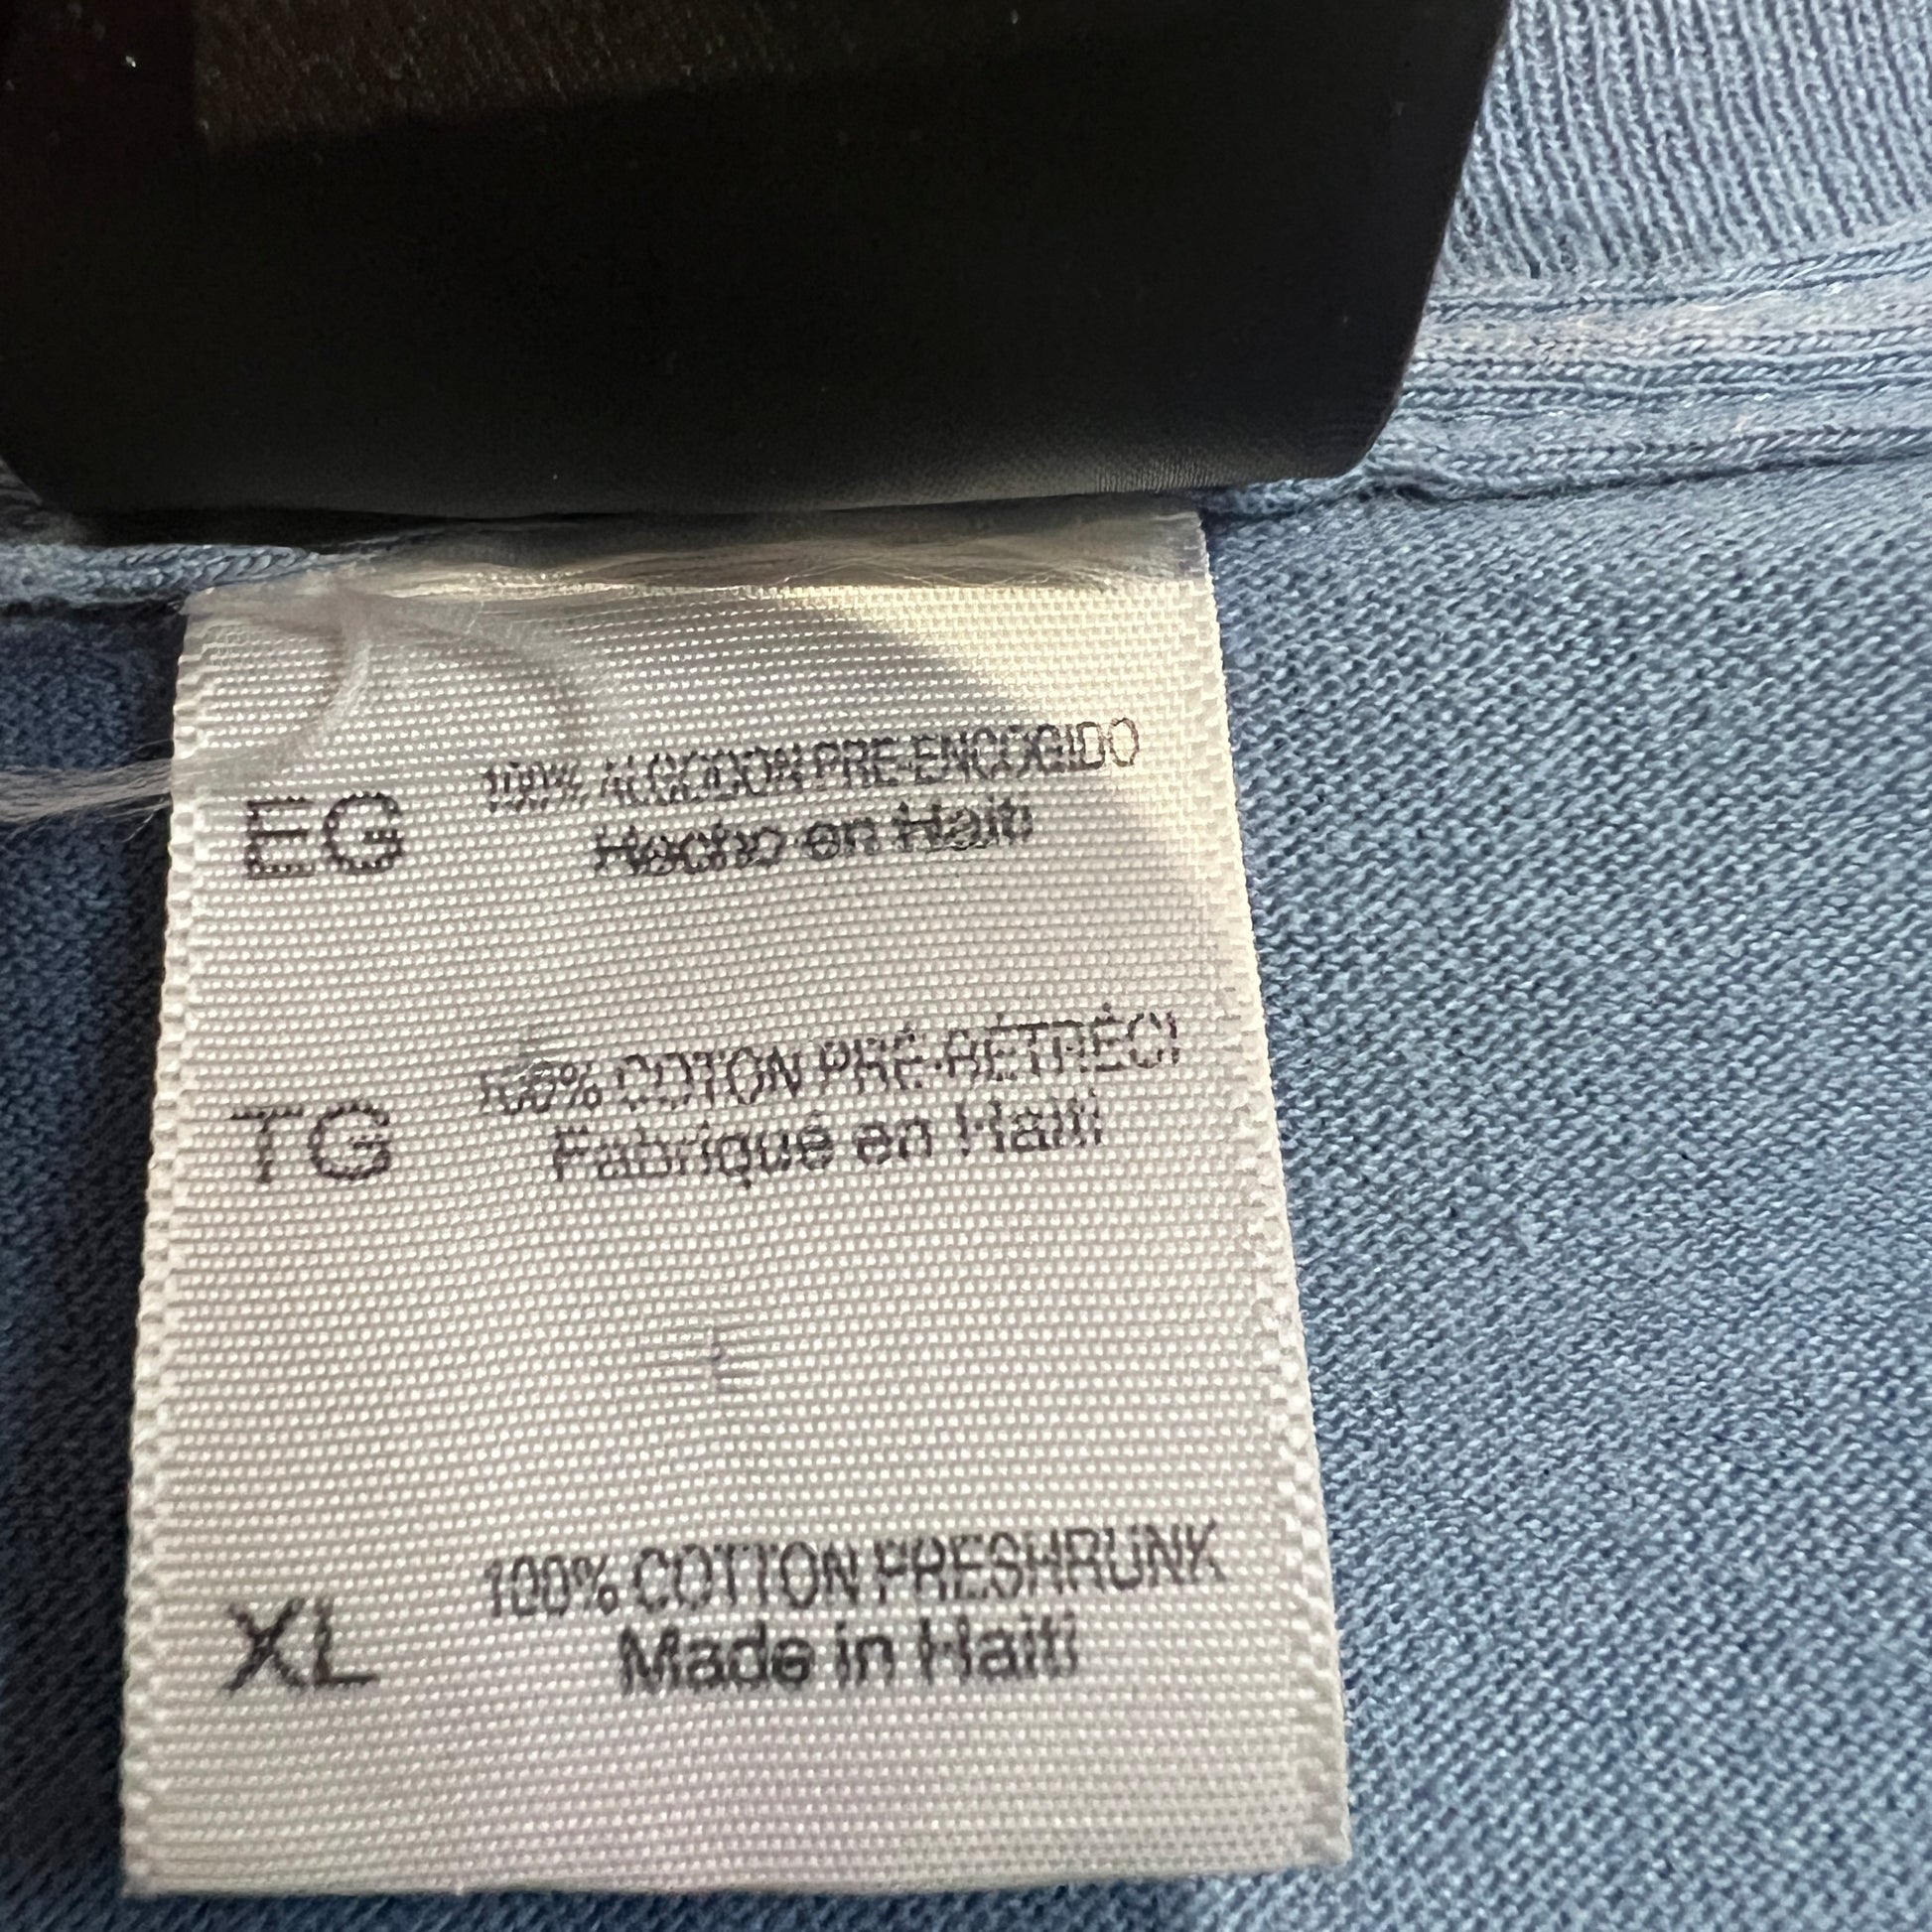 EG 100% ALGODON PRE-ENCOGIDO
Hecho en Haiti
TG 100% COTON PRÉ-RÉTRÉCI
Fabriqué en Haiti
XL 100% COTTON PRESHRUNK
Made in Haiti